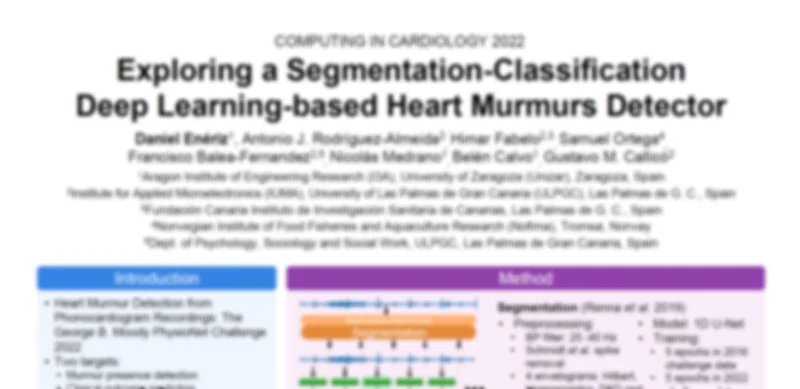 COMPUTING IN CARDIOLOGY 2022
Exploring a Segmentation-Classification
Deep Learning-based Heart Murmurs Detector
Daniel Enériz¹, Antonio J. Rodríguez-Almeida², Himar Fabelo²,³, Samuel Ortega⁴
Francisco Balea-Fernandez²,⁵, Nicolás Medrano¹, Belén Calvo¹, Gustavo M. Callicó²
¹Aragon Institute of Engineering Research (I3A), University of Zaragoza (Unizar), Zaragoza, Spain
²Institute for Applied Microelectronics (IUMA), University of Las Palmas de Gran Canaria (ULPGC), Las Palmas de G. C., Spain
³Fundación Canaria Instituto de Investigación Sanitaria de Canarias, Las Palmas de G. C., Spain
⁴Norwegian Institute of Food Fisheries and Aquaculture Research (Nofima), Tromsø, Norway
⁵Dept. of Psychology, Sociology and Social Work, ULPGC, Las Palmas de Gran Canaria, Spain
Introduction
• Heart Murmur Detection from
Phonocardiogram Recordings: The
George B. Moody PhysioNet Challenge
2022
• Two targets:
• Murmur presence detection
• Clinical outcome
Method
Segmentation
Segmentation (Renna et al. 2019)
• Preprocessing:
• BP filter: 25-40 Hz
• Schmidt et al. spike
removal
• 4 envelograms: Hilbert,
• Model: 1D U-Net
• Training:
• 5 epochs in 2016
challenge data
• 5 epochs in 2022